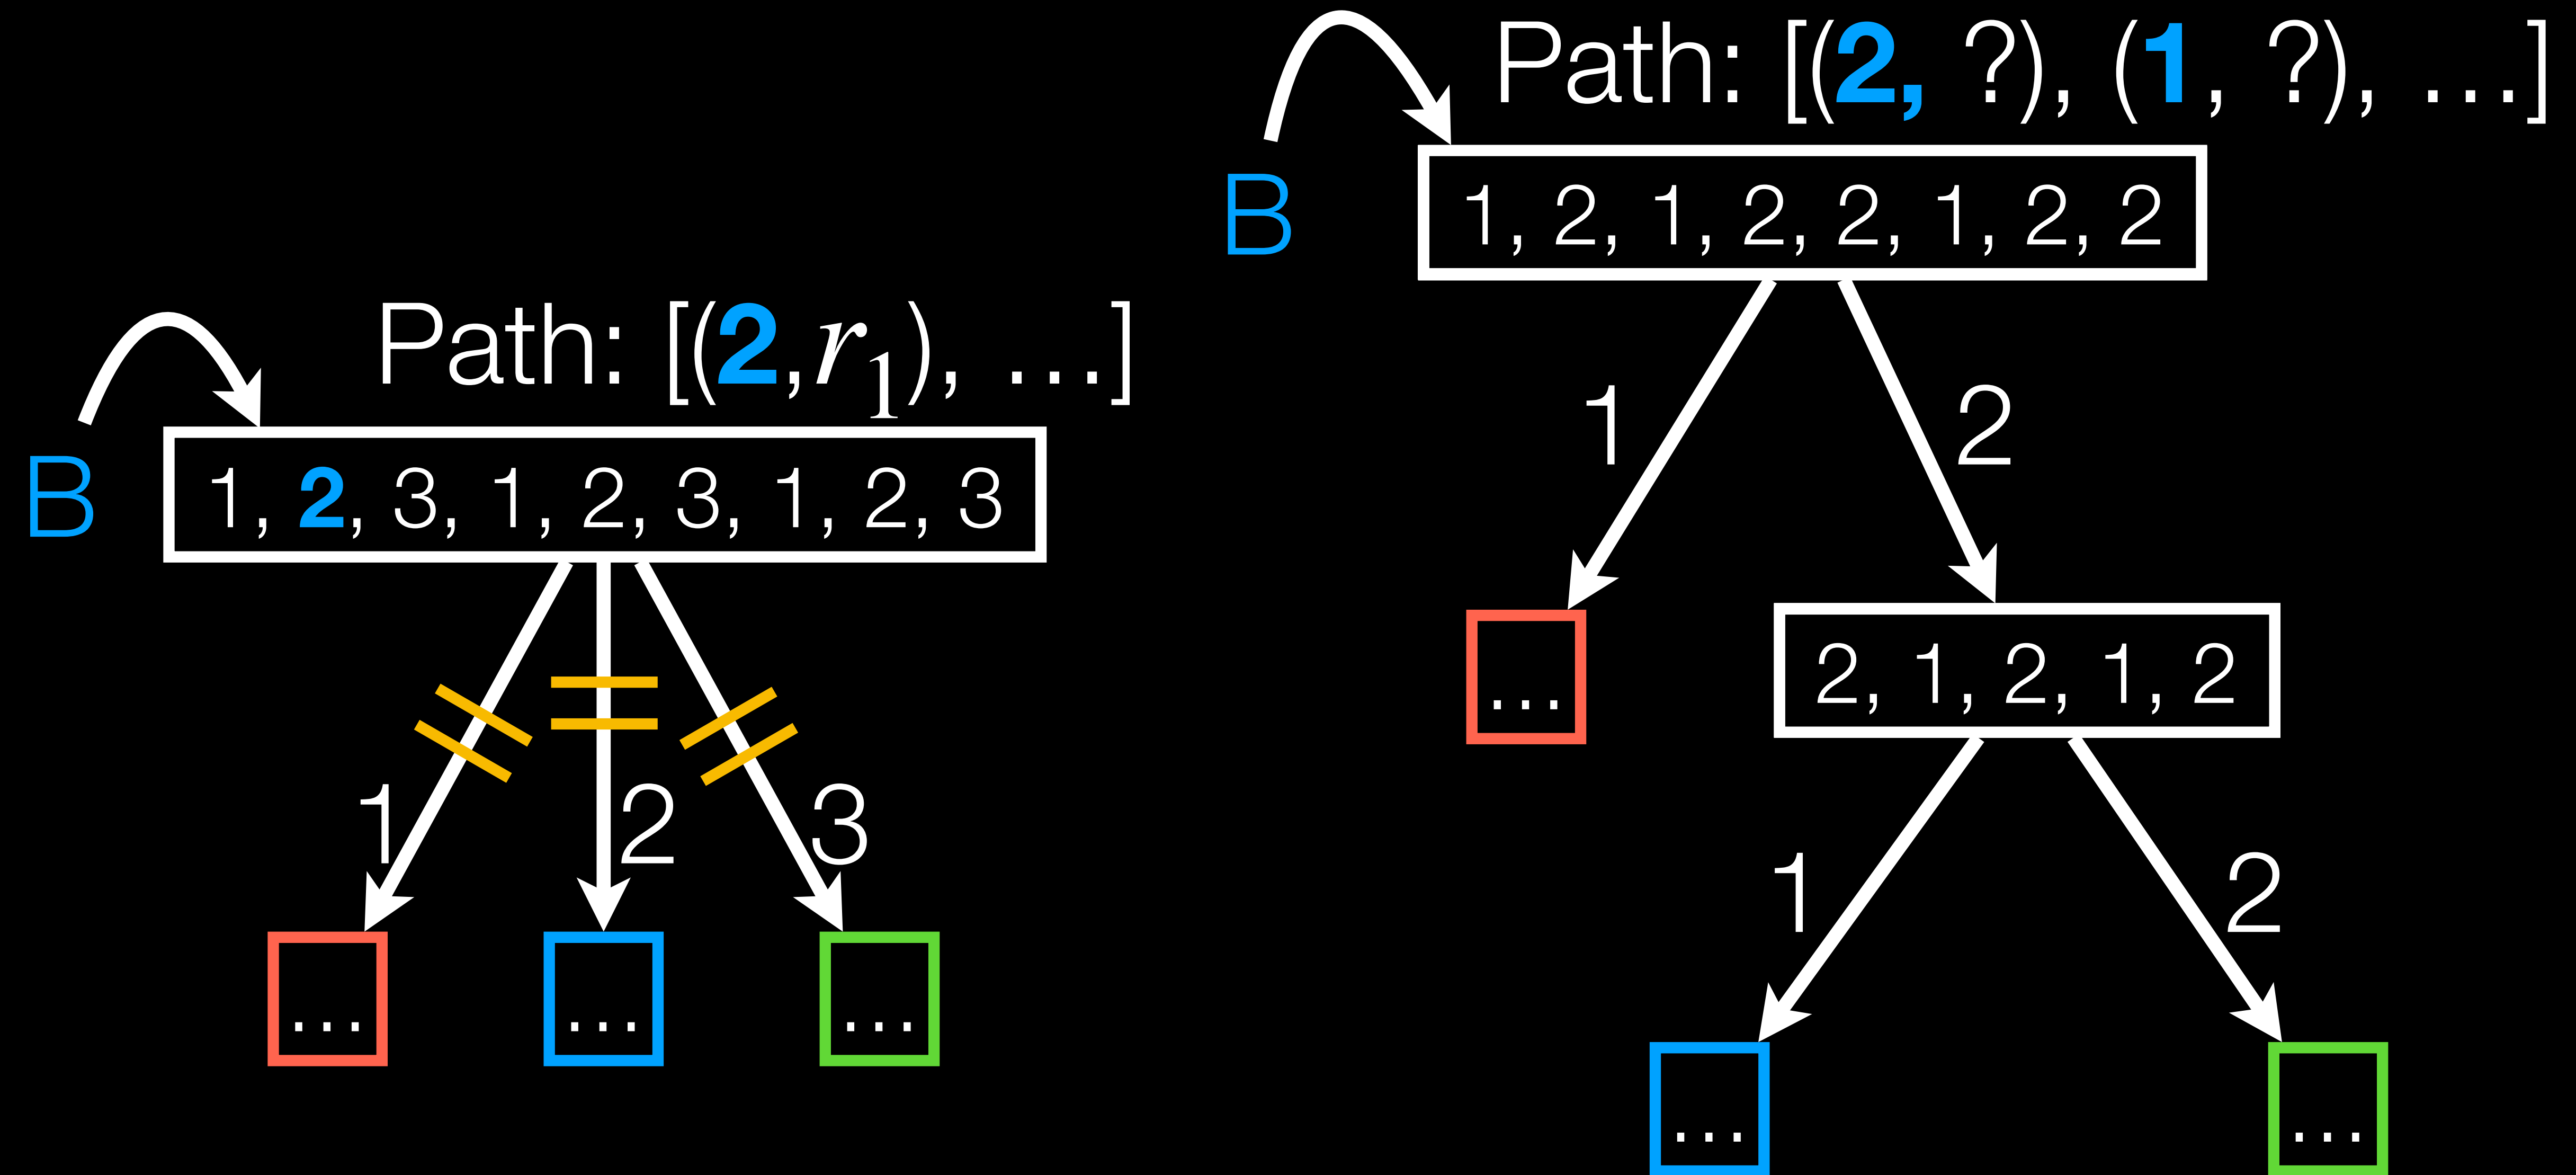 Path: [(2,r₁), …]
B
1, 2, 3, 1, 2, 3, 1, 2, 3
1
2
3
…
…
…
Path: [(2, ?), (1, ?), …]
B
1, 2, 1, 2, 2, 1, 2, 2
1
2
…
2, 1, 2, 1, 2
1
2
…
…